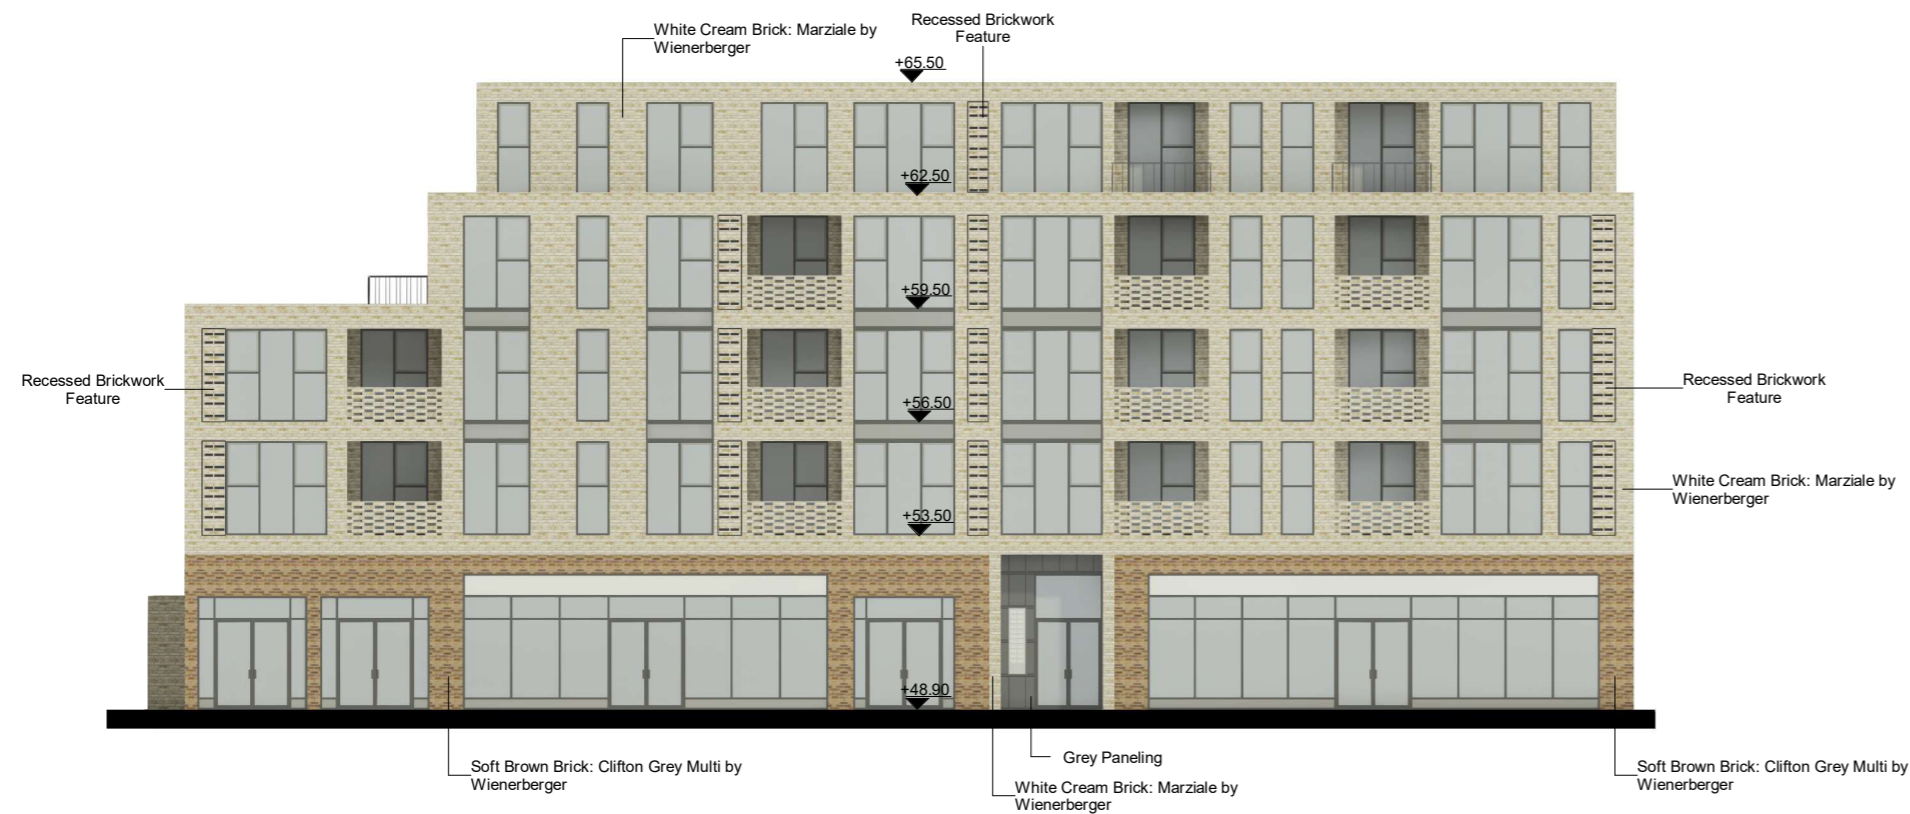 Recessed Brickwork
Feature
White Cream Brick: Marziale by
Wienerberger
+65.50
+62.50
+59.50
Recessed Brickwork
Feature
Recessed Brickwork
Feature
+56.50
White Cream Brick: Marziale by
Wienerberger
+53.50
+48.90
Soft Brown Brick: Clifton Grey Multi by
Wienerberger
Grey Paneling
White Cream Brick: Marziale by
Wienerberger
Soft Brown Brick: Clifton Grey Multi by
Wienerberger